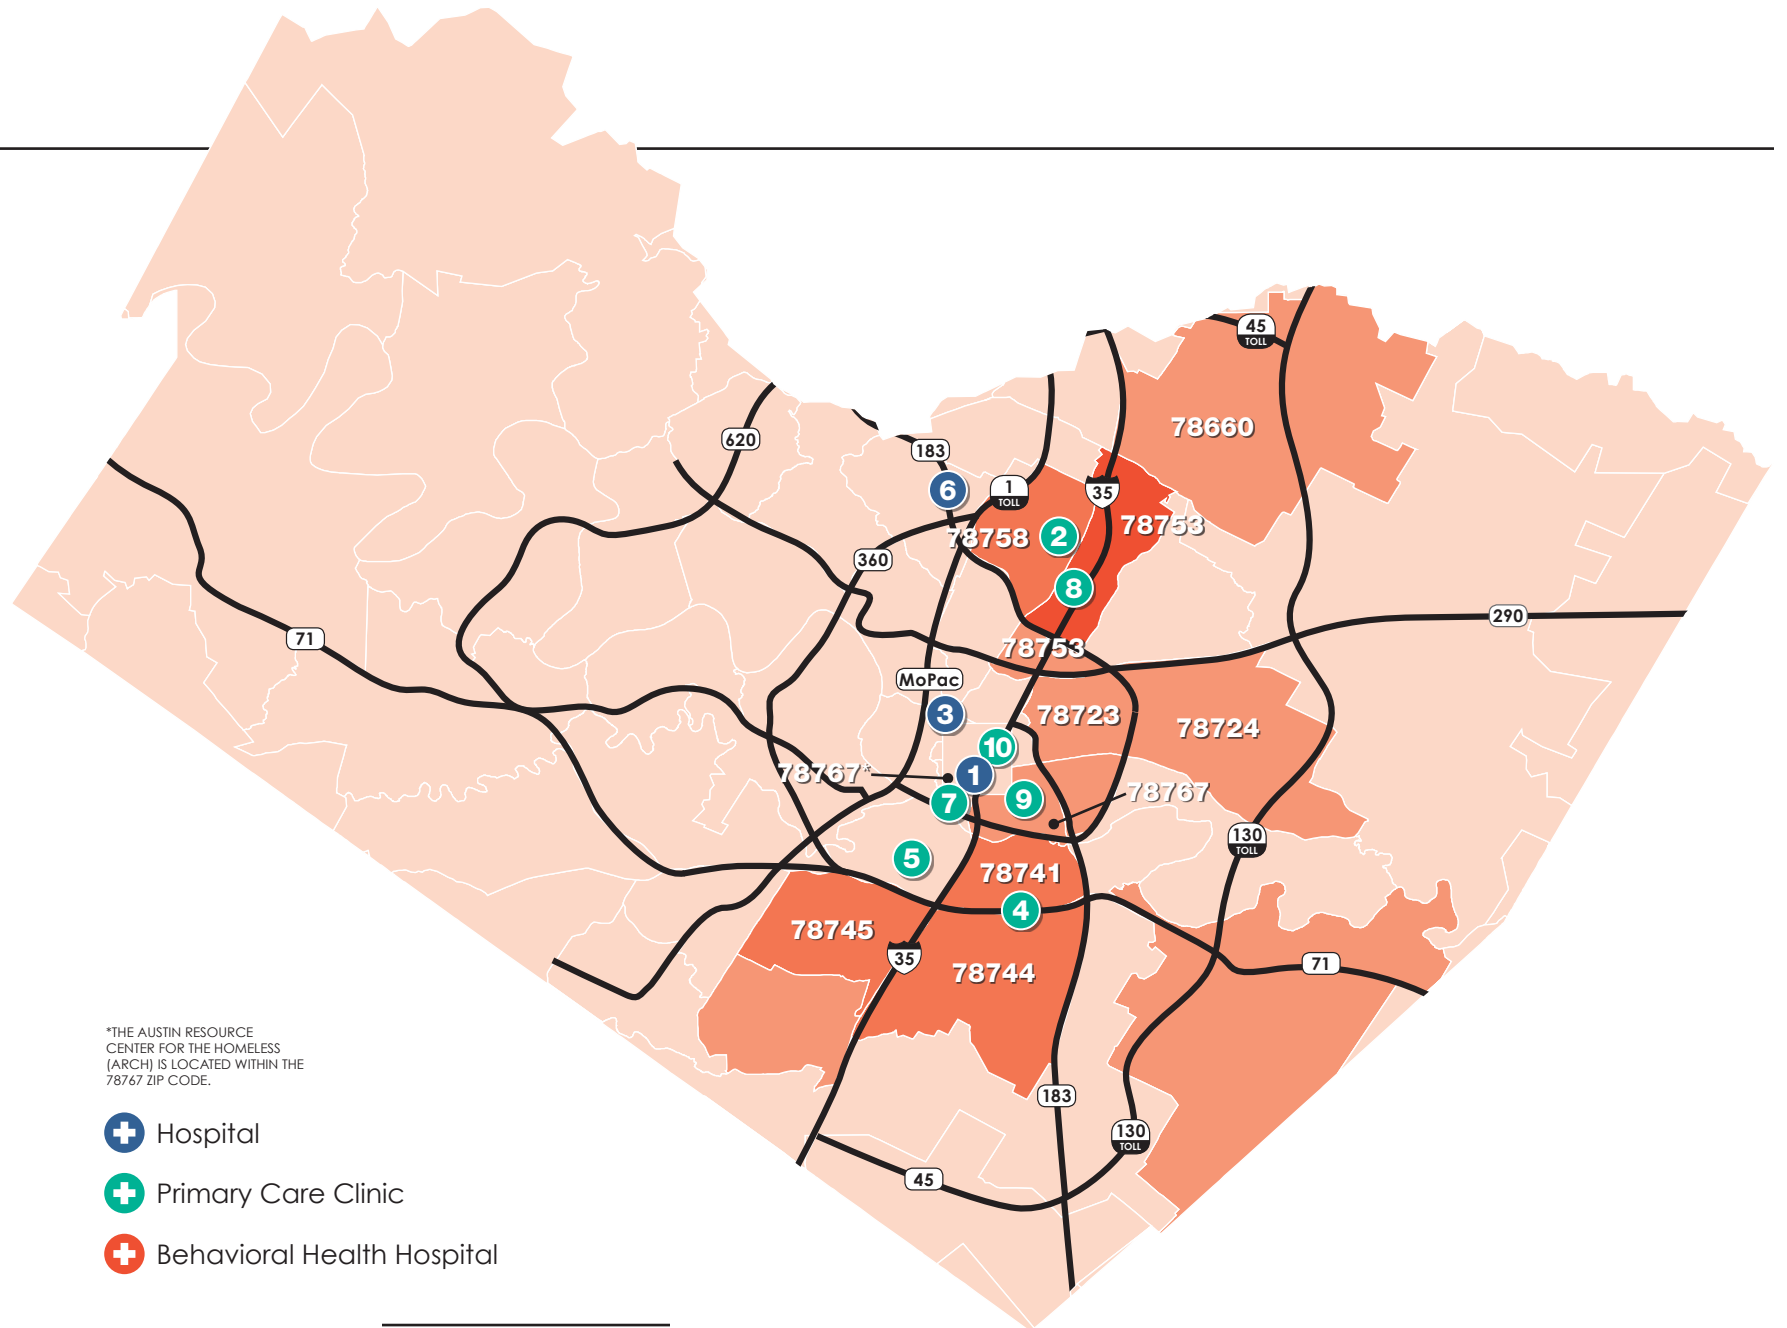 45
TOLL
78660
620
183
6
1
TOLL
35
78753
78758
2
360
8
290
71
78753
MoPac
3
78723
78724
10
78767*
1
78767
7
9
130
TOLL
5
78741
4
78745
35
78744
71
183
130
TOLL
45
*THE AUSTIN RESOURCE
CENTER FOR THE HOMELESS
(ARCH) IS LOCATED WITHIN THE
78767 ZIP CODE.
Hospital
Primary Care Clinic
Behavioral Health Hospital